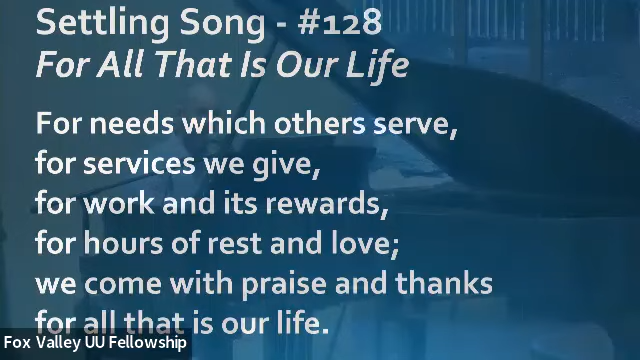 Settling Song - #128
For All That Is Our Life
For needs which others serve,
for services we give,
for work and its rewards,
for hours of rest and love;
we come with praise and thanks
for all that is our life.
Fox Valley UU Fellowship